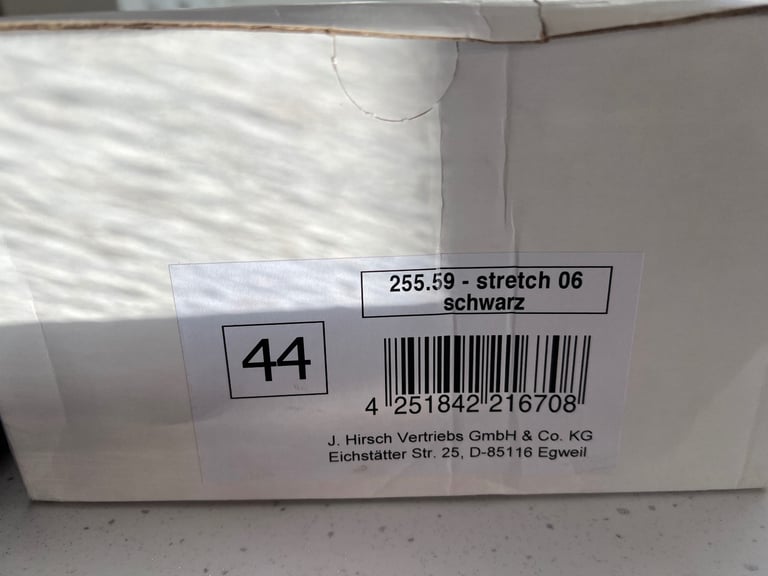 255.59 - stretch 06
schwarz
44
4 251842 216708
J. Hirsch Vertriebs GmbH & Co. KG
Eichstätter Str. 25, D-85116 Egweil